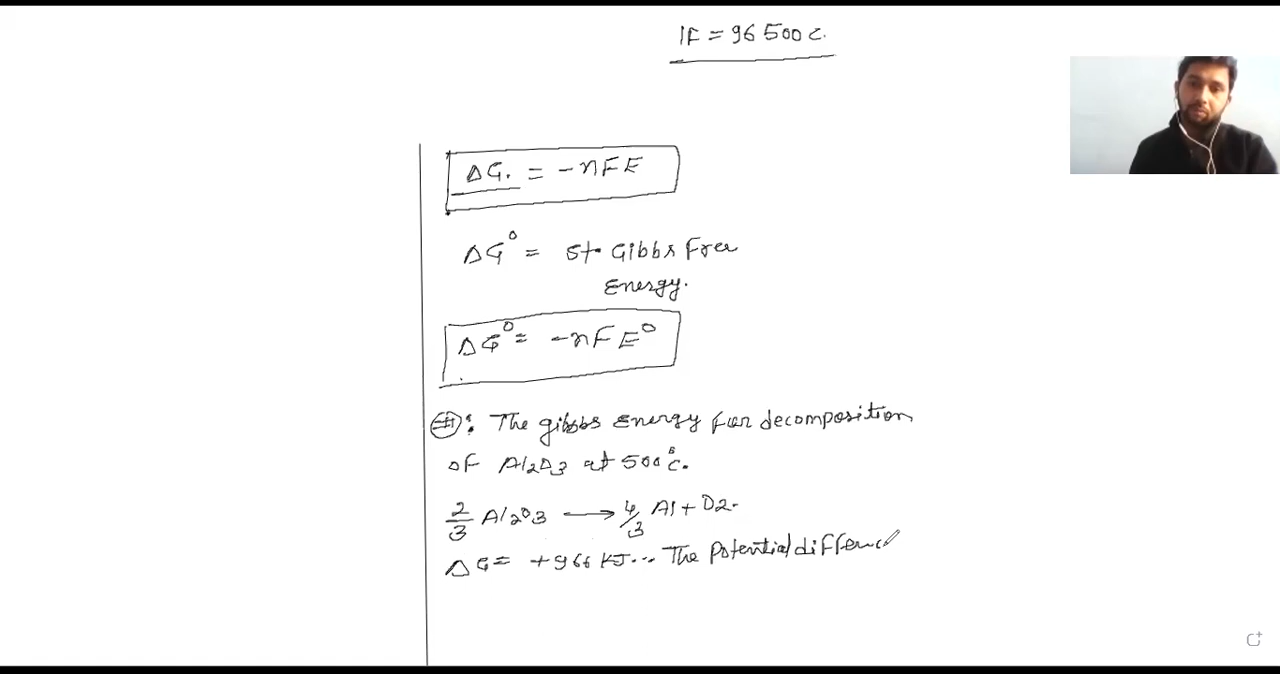 1F = 96500 C.
ΔG. = -nFE
ΔG° = St. Gibbs Free
Energy.
ΔG° = -nFE°
#: The gibbs energy for decomposition
of Al2O3 at 500°C.
2/3 Al2O3 → 4/3 Al + O2.
ΔG = +966 KJ... The Potential differenc